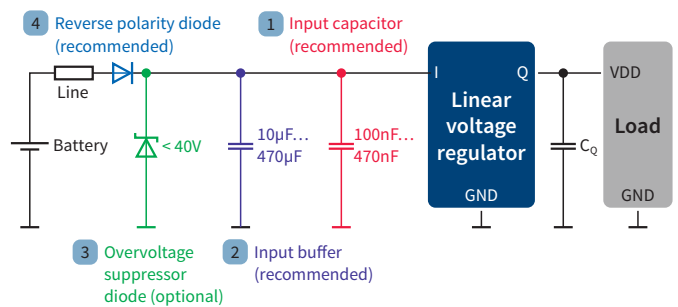 4 Reverse polarity diode
(recommended)
1 Input capacitor
(recommended)
Line
Battery
< 40V
10µF…
470µF
100nF…
470nF
I
Q
Linear
voltage
regulator
GND
CQ
VDD
Load
GND
3 Overvoltage
suppressor
diode (optional)
2 Input buffer
(recommended)